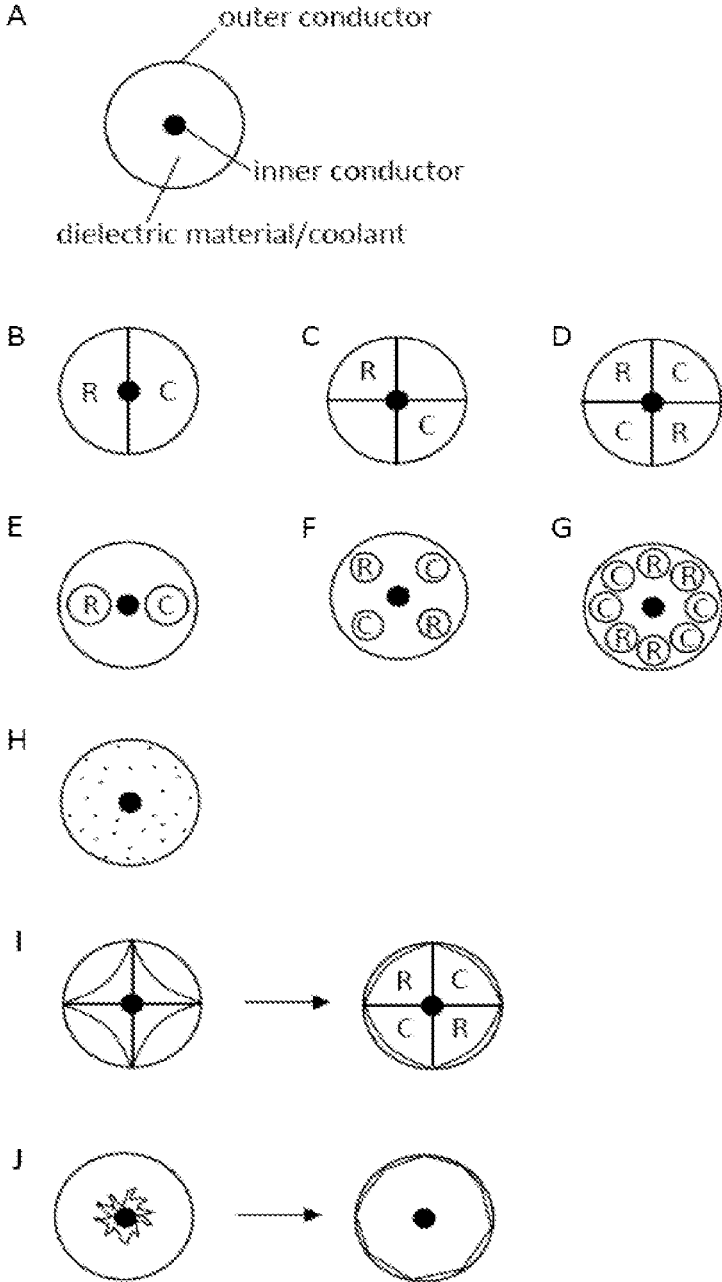 A
outer conductor
inner conductor
dielectric material/coolant
B
R C
C
R
C
D
R C
C R
E
R C
F
R C
C R
G
C R R
C C
R R C
H
I
R C
C R
J